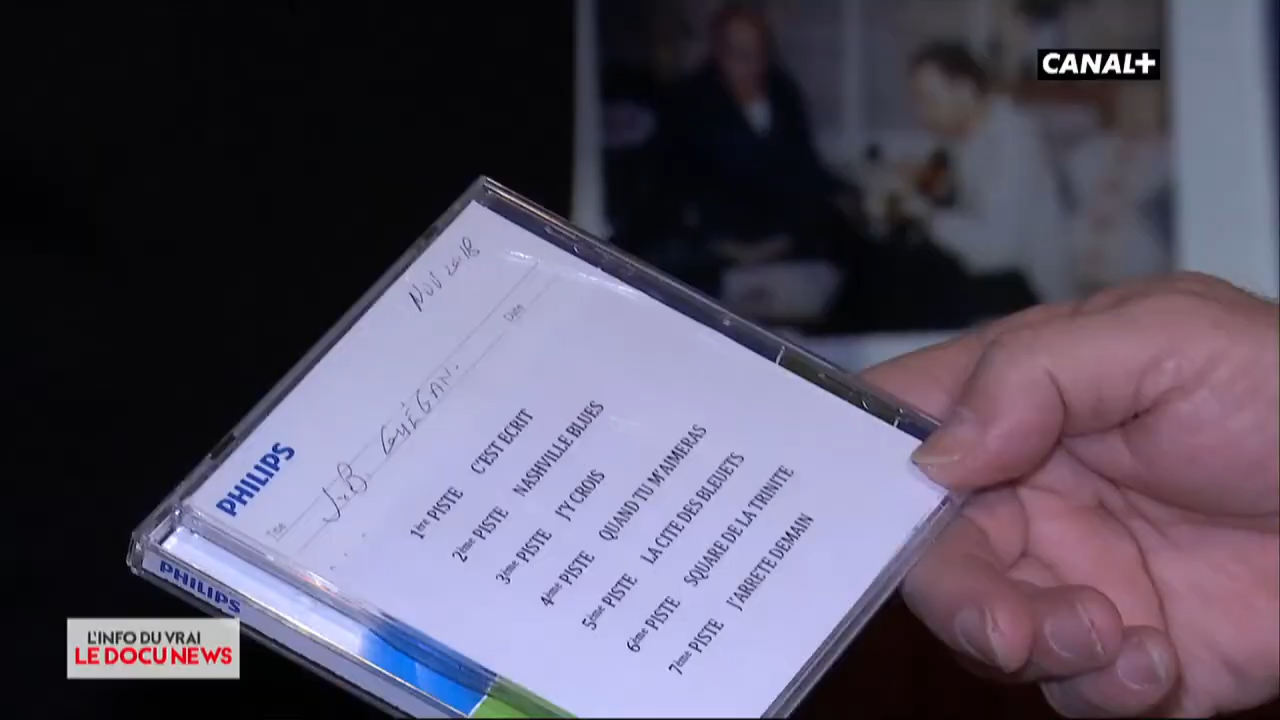 CANAL+
NOV 2018
Date
J.B. GUÉGAN.
PHILIPS
1ère PISTE C'EST ECRIT
2ème PISTE NASHVILLE BLUES
3ème PISTE J'Y CROIS
4ème PISTE QUAND TU M'AIMERAS
5ème PISTE LA CITE DES BLEUETS
6ème PISTE SQUARE DE LA TRINITE
7ème PISTE J'ARRETE DEMAIN
PHILIPS
L'INFO DU VRAI
LE DOCU NEWS